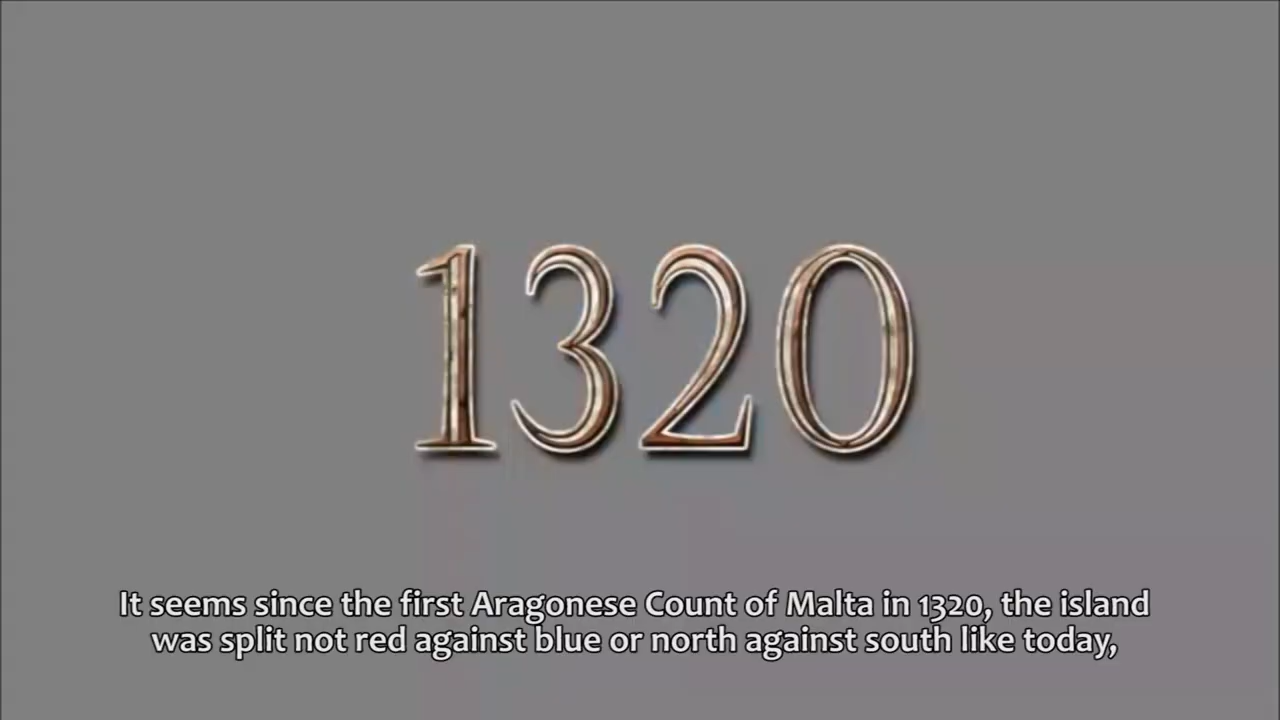 1320
It seems since the first Aragonese Count of Malta in 1320, the island
was split not red against blue or north against south like today,